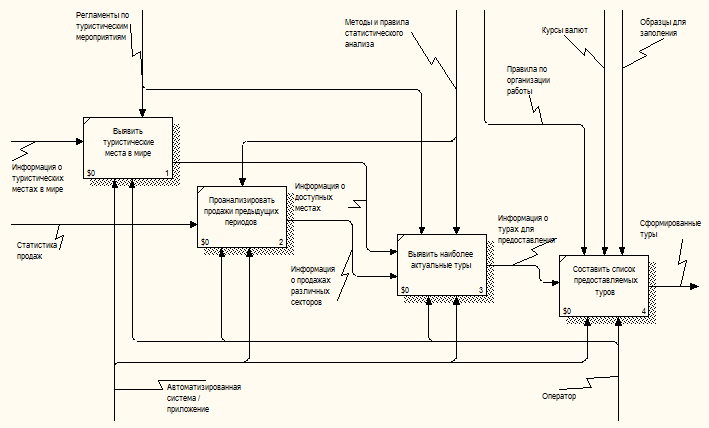 Регламенты по
туристическим
мероприятиям
Методы и правила
статистического
анализа
Курсы валют
Образцы для
заполения
Правила по
организации
работы
Выявить
туристические
места в мире
$0
1
Информация о
туристических
местах в мире
Проанализировать
продажи предыдущих
периодов
$0
2
Информация о
доступных
местах
Статистика
продаж
Информация
о продажах
различных
секторов
Выявить наиболее
актуальные туры
$0
3
Информация о
турах для
предоставления
Составить список
предоставляемых
туров
$0
4
Сформированные
туры
Автоматизированная
система /
приложение
Оператор